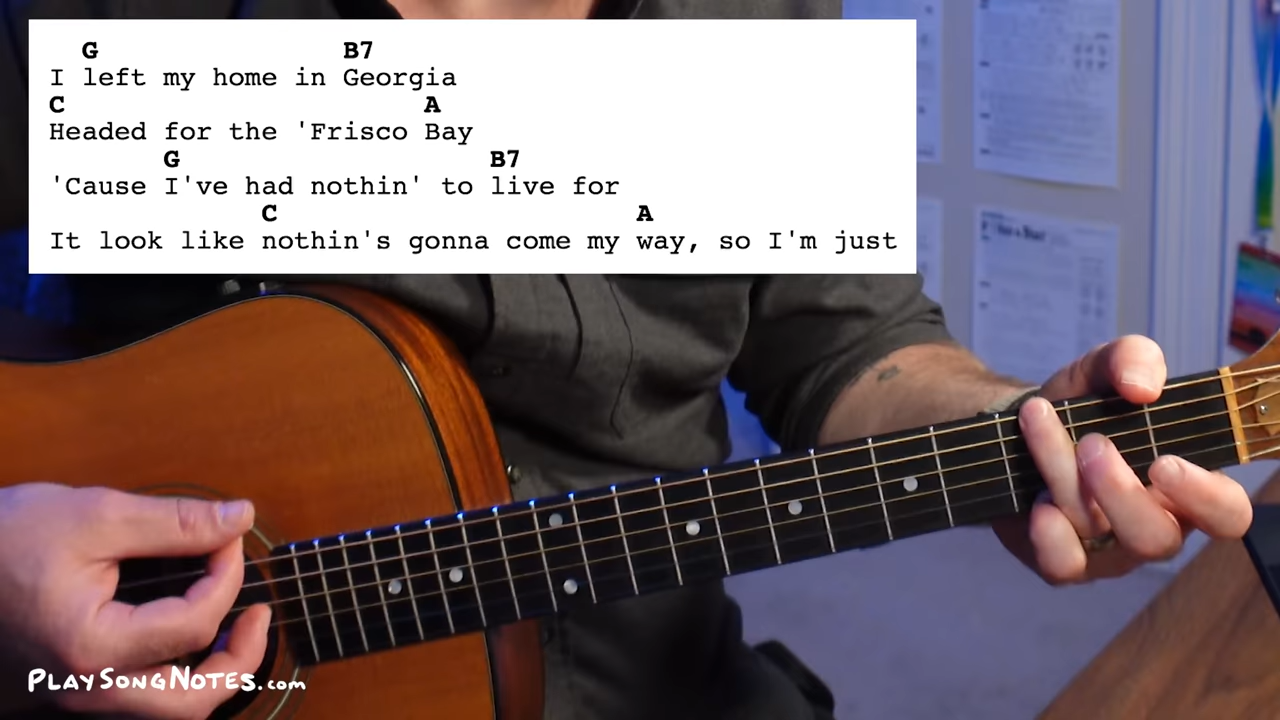 G B7
I left my home in Georgia
C A
Headed for the 'Frisco Bay
G B7
'Cause I've had nothin' to live for
C A
It look like nothin's gonna come my way, so I'm just
PLAYSONGNOTES.com